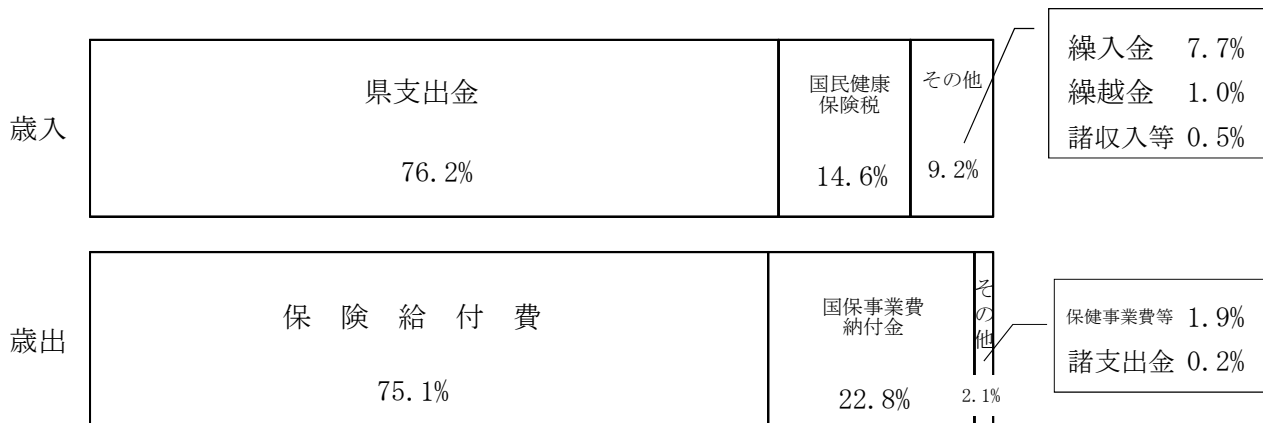 歳入
県支出金
76.2%
国民健康
保険税
14.6%
その他
9.2%
繰入金 7.7%
繰越金 1.0%
諸収入等 0.5%
歳出
保険給付費
75.1%
国保事業費
納付金
22.8%
その他
2.1%
保健事業費等 1.9%
諸支出金 0.2%